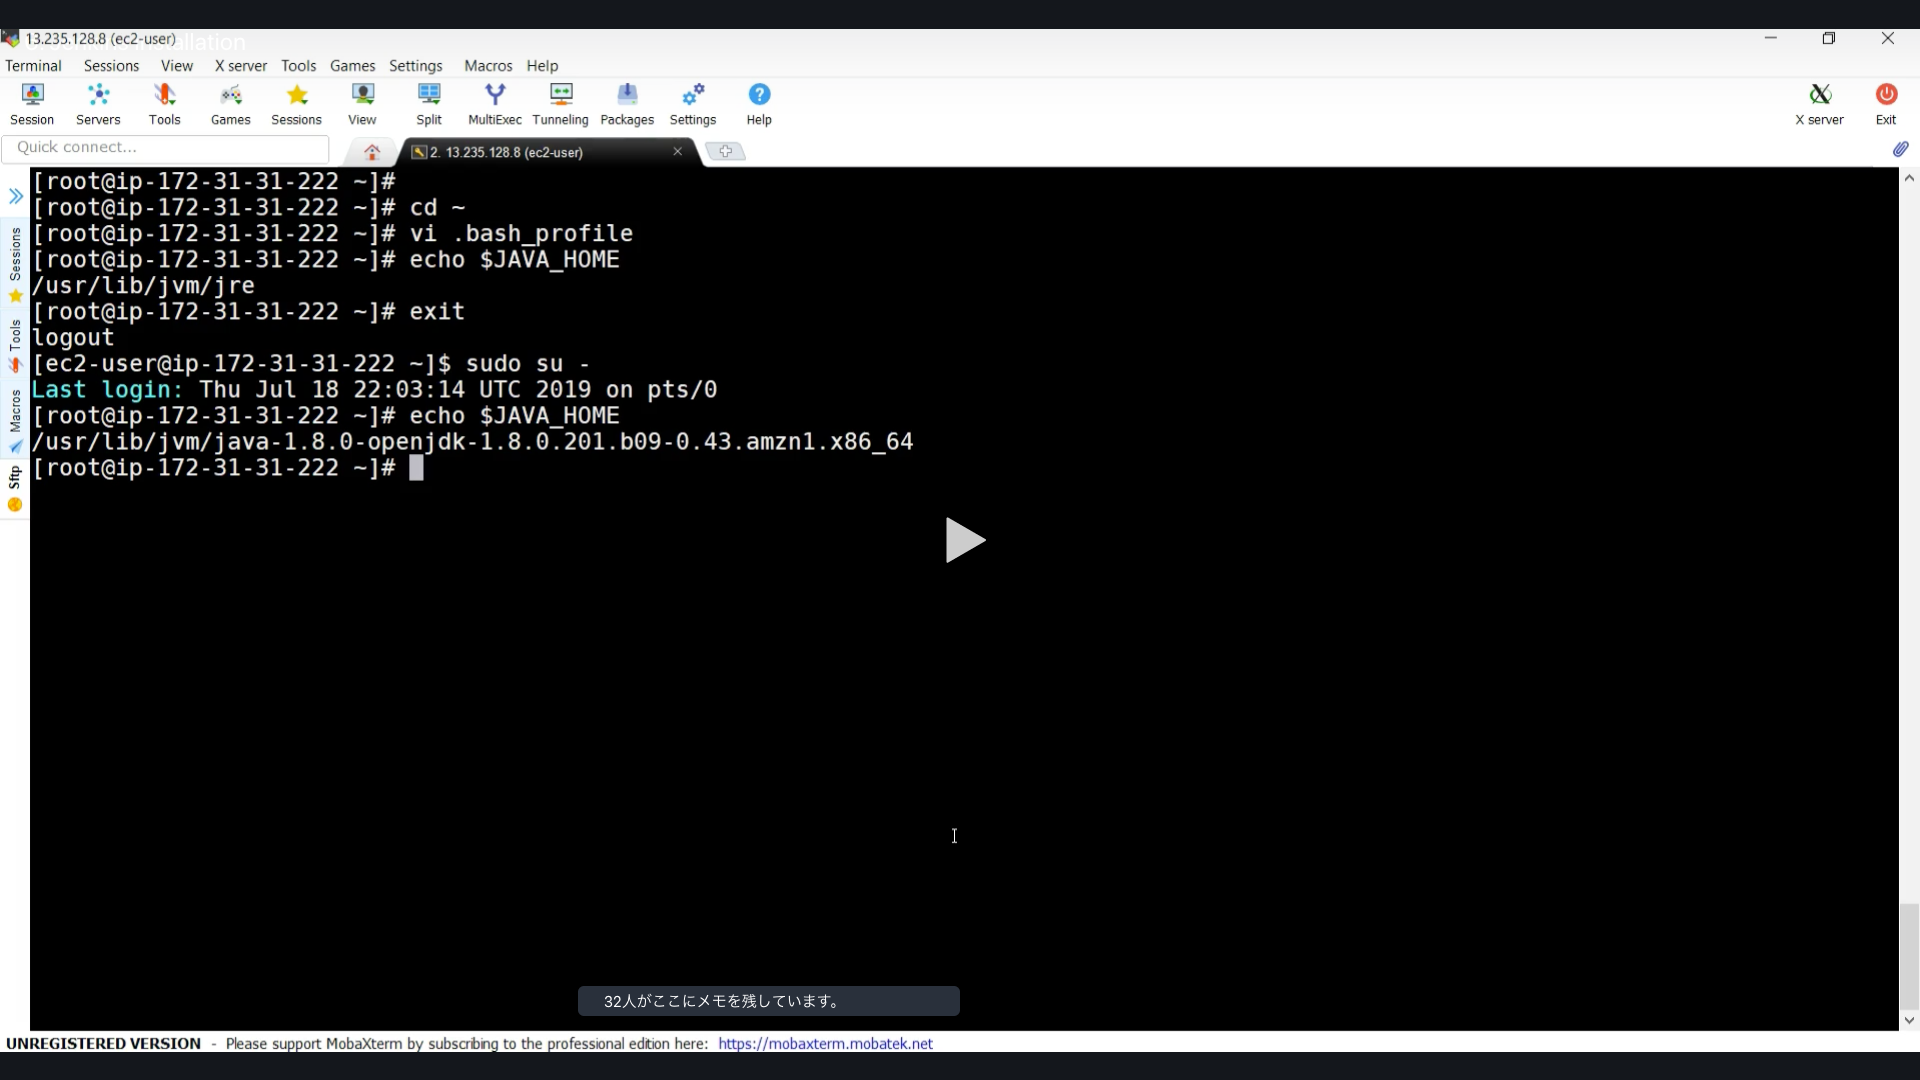 13.235.128.8 (ec2-user)
Terminal Sessions View X server Tools Games Settings Macros Help
Session Servers Tools Games Sessions View Split MultiExec Tunneling Packages Settings Help X server Exit
Quick connect...
2. 13.235.128.8 (ec2-user)
Sessions
Tools
Macros
Sftp
[root@ip-172-31-31-222 ~]#
[root@ip-172-31-31-222 ~]# cd ~
[root@ip-172-31-31-222 ~]# vi .bash_profile
[root@ip-172-31-31-222 ~]# echo $JAVA_HOME
/usr/lib/jvm/jre
[root@ip-172-31-31-222 ~]# exit
logout
[ec2-user@ip-172-31-31-222 ~]$ sudo su -
Last login: Thu Jul 18 22:03:14 UTC 2019 on pts/0
[root@ip-172-31-31-222 ~]# echo $JAVA_HOME
/usr/lib/jvm/java-1.8.0-openjdk-1.8.0.201.b09-0.43.amzn1.x86_64
[root@ip-172-31-31-222 ~]#
32人がここにメモを残しています。
UNREGISTERED VERSION - Please support MobaXterm by subscribing to the professional edition here: https://mobaxterm.mobatek.net